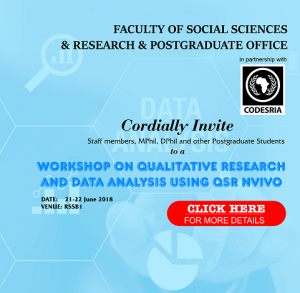 FACULTY OF SOCIAL SCIENCES
& RESEARCH & POSTGRADUATE OFFICE
in partnership with
CODESRIA
Cordially Invite
Staff members, MPhil, DPhil and other Postgraduate Students
to a
WORKSHOP ON QUALITATIVE RESEARCH
AND DATA ANALYSIS USING QSR NVIVO
DATE: 21-22 June 2018
VENUE: RSSB1
CLICK HERE
FOR MORE DETAILS
DATA
ANALYSIS